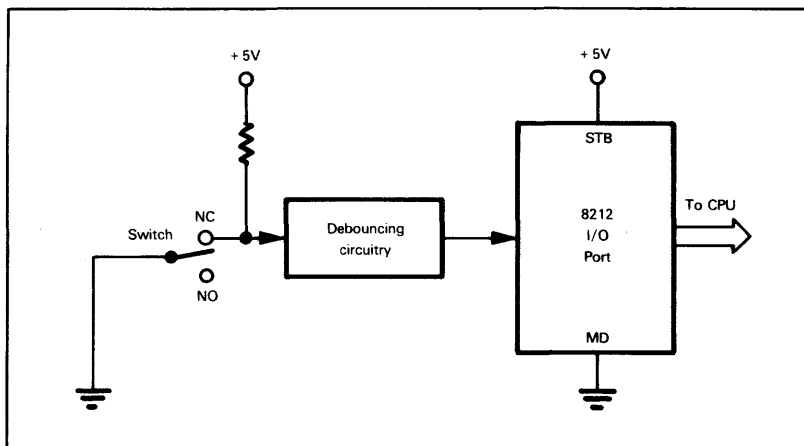 + 5V
+ 5V
STB
NC
Switch
NO
Debouncing
circuitry
8212
I/O
Port
To CPU
MD